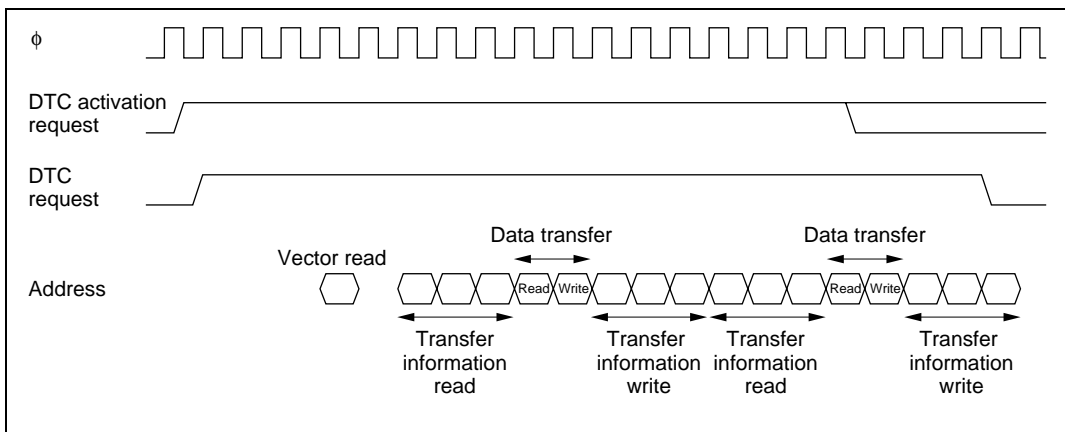 ϕ
DTC activation
request
DTC
request
Data transfer
Data transfer
Vector read
Address
Read
Write
Read
Write
Transfer
information
read
Transfer
information
write
Transfer
information
read
Transfer
information
write